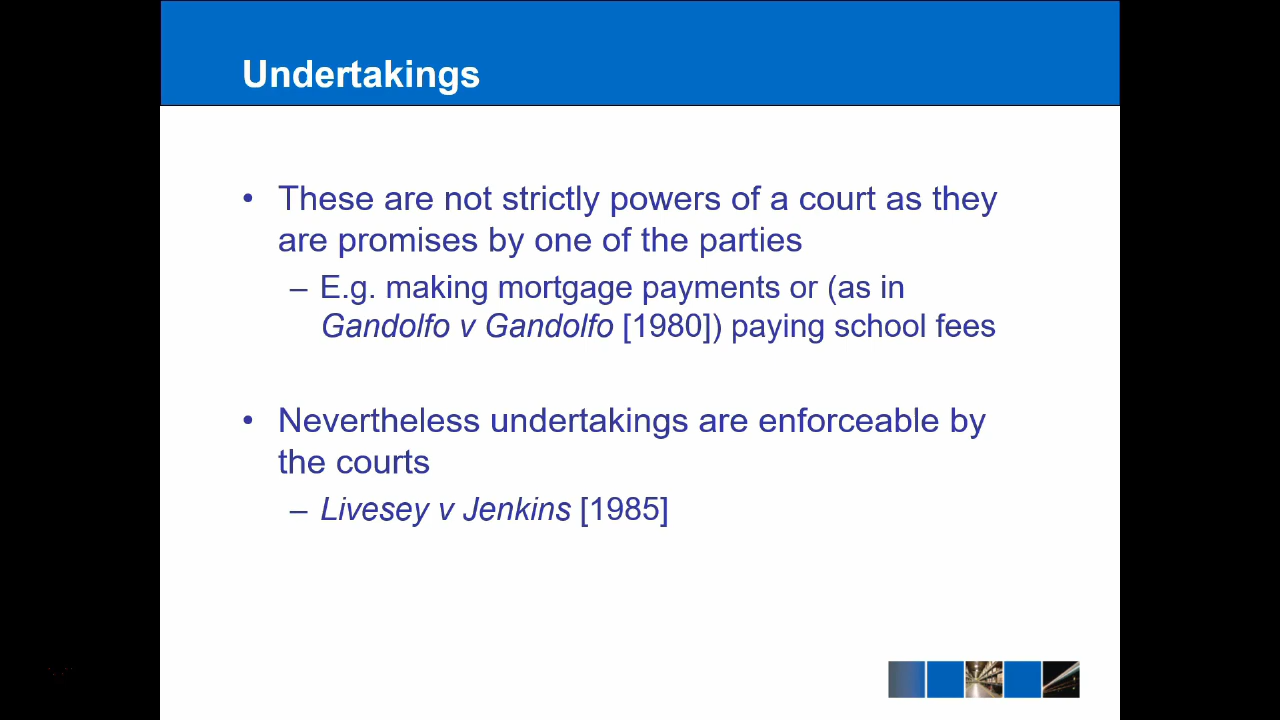 Undertakings
• These are not strictly powers of a court as they
are promises by one of the parties
– E.g. making mortgage payments or (as in
Gandolfo v Gandolfo [1980]) paying school fees
• Nevertheless undertakings are enforceable by
the courts
– Livesey v Jenkins [1985]